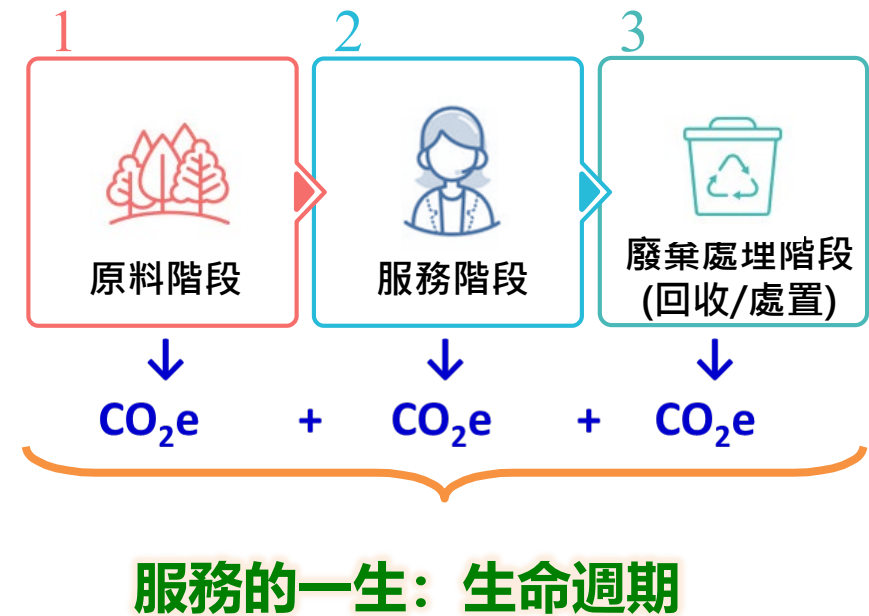 1
2
3
原料階段
服務階段
廢棄處理階段
(回收/處置)
CO₂e + CO₂e + CO₂e
服務的一生：生命週期